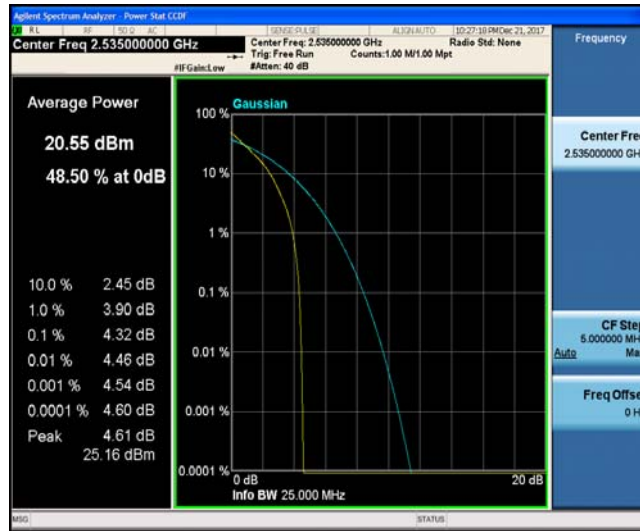 Agilent Spectrum Analyzer - Power Stat CCDF
RL RF 50 Ω AC SENSE:PULSE ALIGN AUTO 10:27:18 PM Dec 21, 2017
Center Freq 2.535000000 GHz
Center Freq: 2.535000000 GHz
Radio Std: None
Trig: Free Run Counts:1.00 M/1.00 Mpt
#IFGain:Low #Atten: 40 dB
Frequency
Average Power
20.55 dBm
48.50 % at 0dB
10.0 % 2.45 dB
1.0 % 3.90 dB
0.1 % 4.32 dB
0.01 % 4.46 dB
0.001 % 4.54 dB
0.0001 % 4.60 dB
Peak 4.61 dB
25.16 dBm
Gaussian
100 %
10 %
1 %
0.1 %
0.01 %
0.001 %
0.0001 %
0 dB 20 dB
Info BW 25.000 MHz
Center Fre
2.535000000 GH
CF Ste
5.000000 MH
Auto Ma
Freq Offse
0 H
MSG STATUS